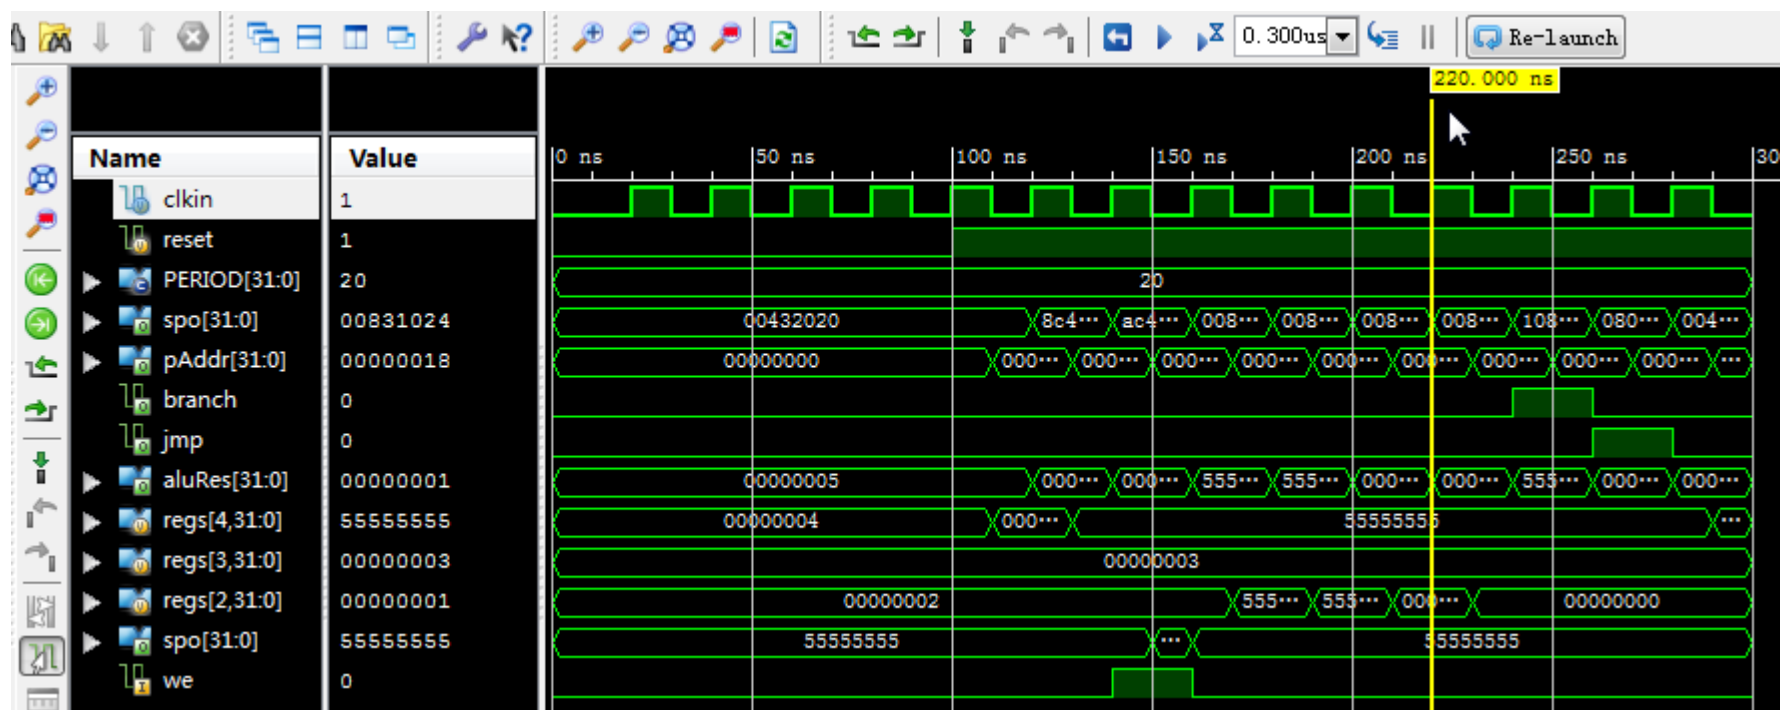 0.300us Re-launch
220.000 ns
Name Value 0 ns 50 ns 100 ns 150 ns 200 ns 250 ns 30
clkin 1
reset 1
PERIOD[31:0] 20 20
spo[31:0] 00831024 00432020 8c4··· ac4··· 008··· 008··· 008··· 008··· 108··· 080··· 004···
pAddr[31:0] 00000018 00000000 000··· 000··· 000··· 000··· 000··· 000··· 000··· 000··· 000··· ···
branch 0
jmp 0
aluRes[31:0] 00000001 00000005 000··· 000··· 555··· 555··· 000··· 000··· 555··· 000··· 000···
regs[4,31:0] 55555555 00000004 000··· 55555555 ···
regs[3,31:0] 00000003 00000003
regs[2,31:0] 00000001 00000002 555··· 555··· 000··· 00000000
spo[31:0] 55555555 55555555 ··· 55555555
we 0